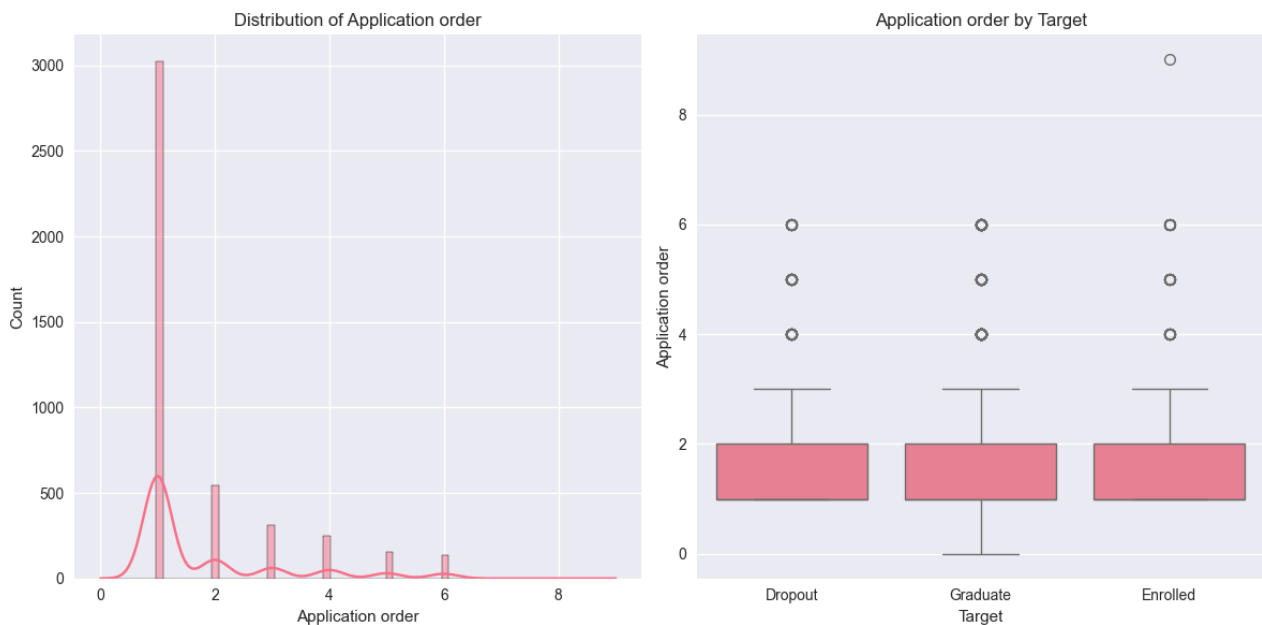 Distribution of Application order
3000
2500
2000
1500
1000
500
0
Count
0 2 4 6 8
Application order
Application order by Target
8
6
4
2
0
Application order
Dropout Graduate Enrolled
Target